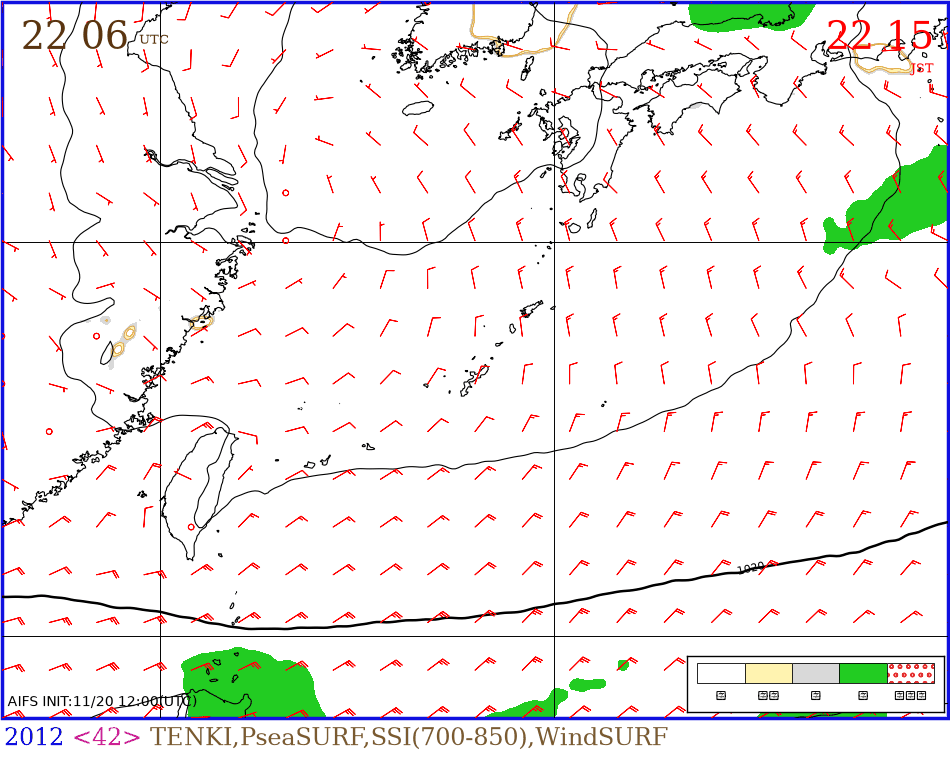 22 06 UTC
22 15 JST
1020
AIFS INIT:11/20 12:00(UTC)
2012 <42> TENKI,PseaSURF,SSI(700-850),WindSURF